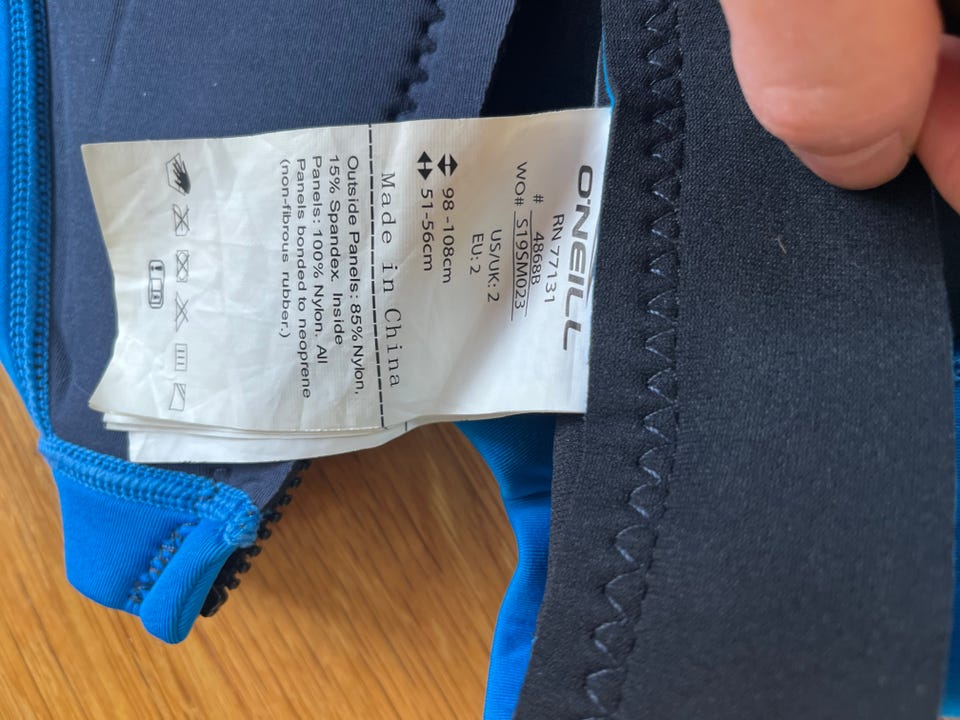 O'NEILL
RN 77131
# 4868B
WO# S19SM023
US/UK: 2
EU: 2
98 -108cm
51-56cm
Made in China
Outside Panels: 85% Nylon,
15% Spandex. Inside
Panels: 100% Nylon. All
Panels bonded to neoprene
(non-fibrous rubber.)